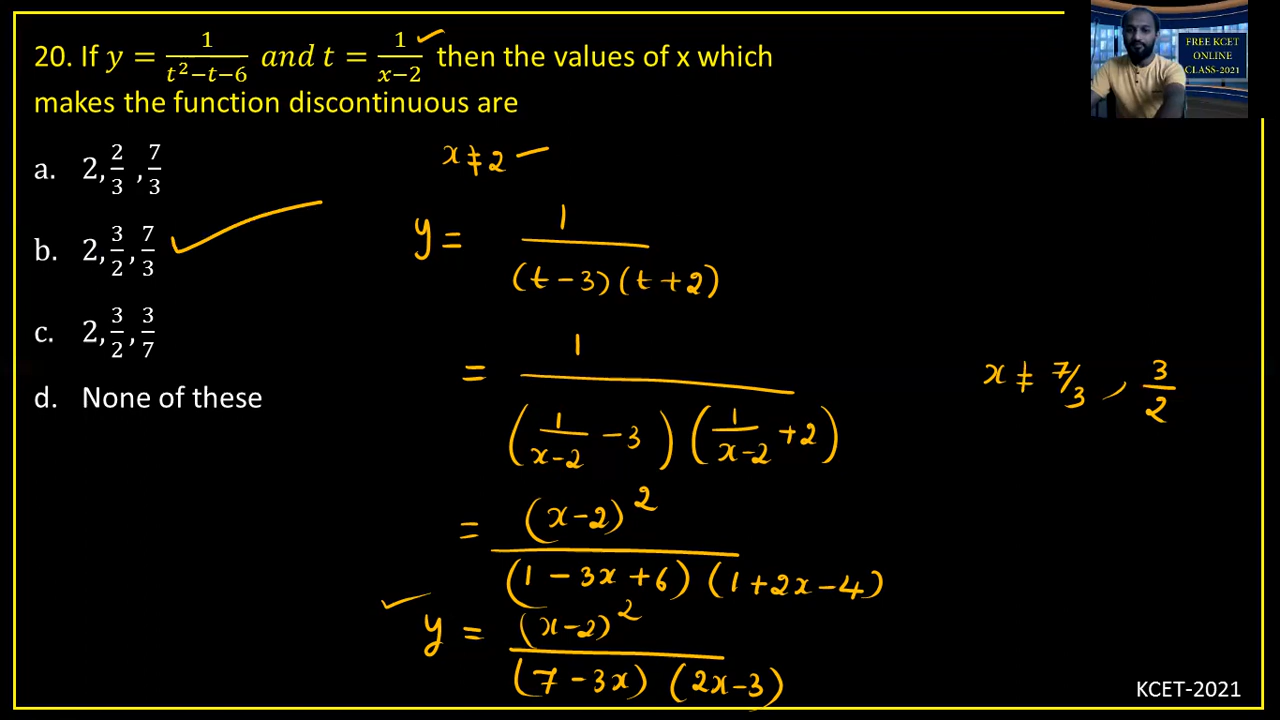 FREE KCET
ONLINE
CLASS-2021
20. If y = 1/(t²−t−6) and t = 1/(x−2) then the values of x which
makes the function discontinuous are
a. 2, 2/3 , 7/3
b. 2, 3/2, 7/3
c. 2, 3/2, 3/7
d. None of these
x ≠ 2
y = 1/((t−3)(t+2))
= 1/((1/(x−2) −3)(1/(x−2) +2))
x ≠ 7/3 , 3/2
= (x−2)²/((1−3x+6)(1+2x−4))
y = (x−2)²/((7−3x)(2x−3))
KCET-2021